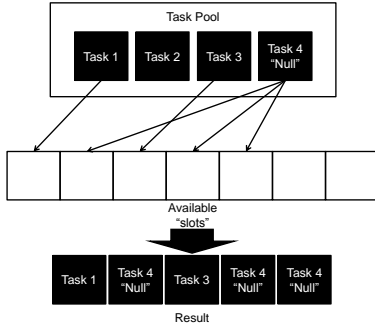 Task Pool
Task 1
Task 2
Task 3
Task 4
“Null”
Available
“slots”
Task 1
Task 4
“Null”
Task 3
Task 4
“Null”
Task 4
“Null”
Result